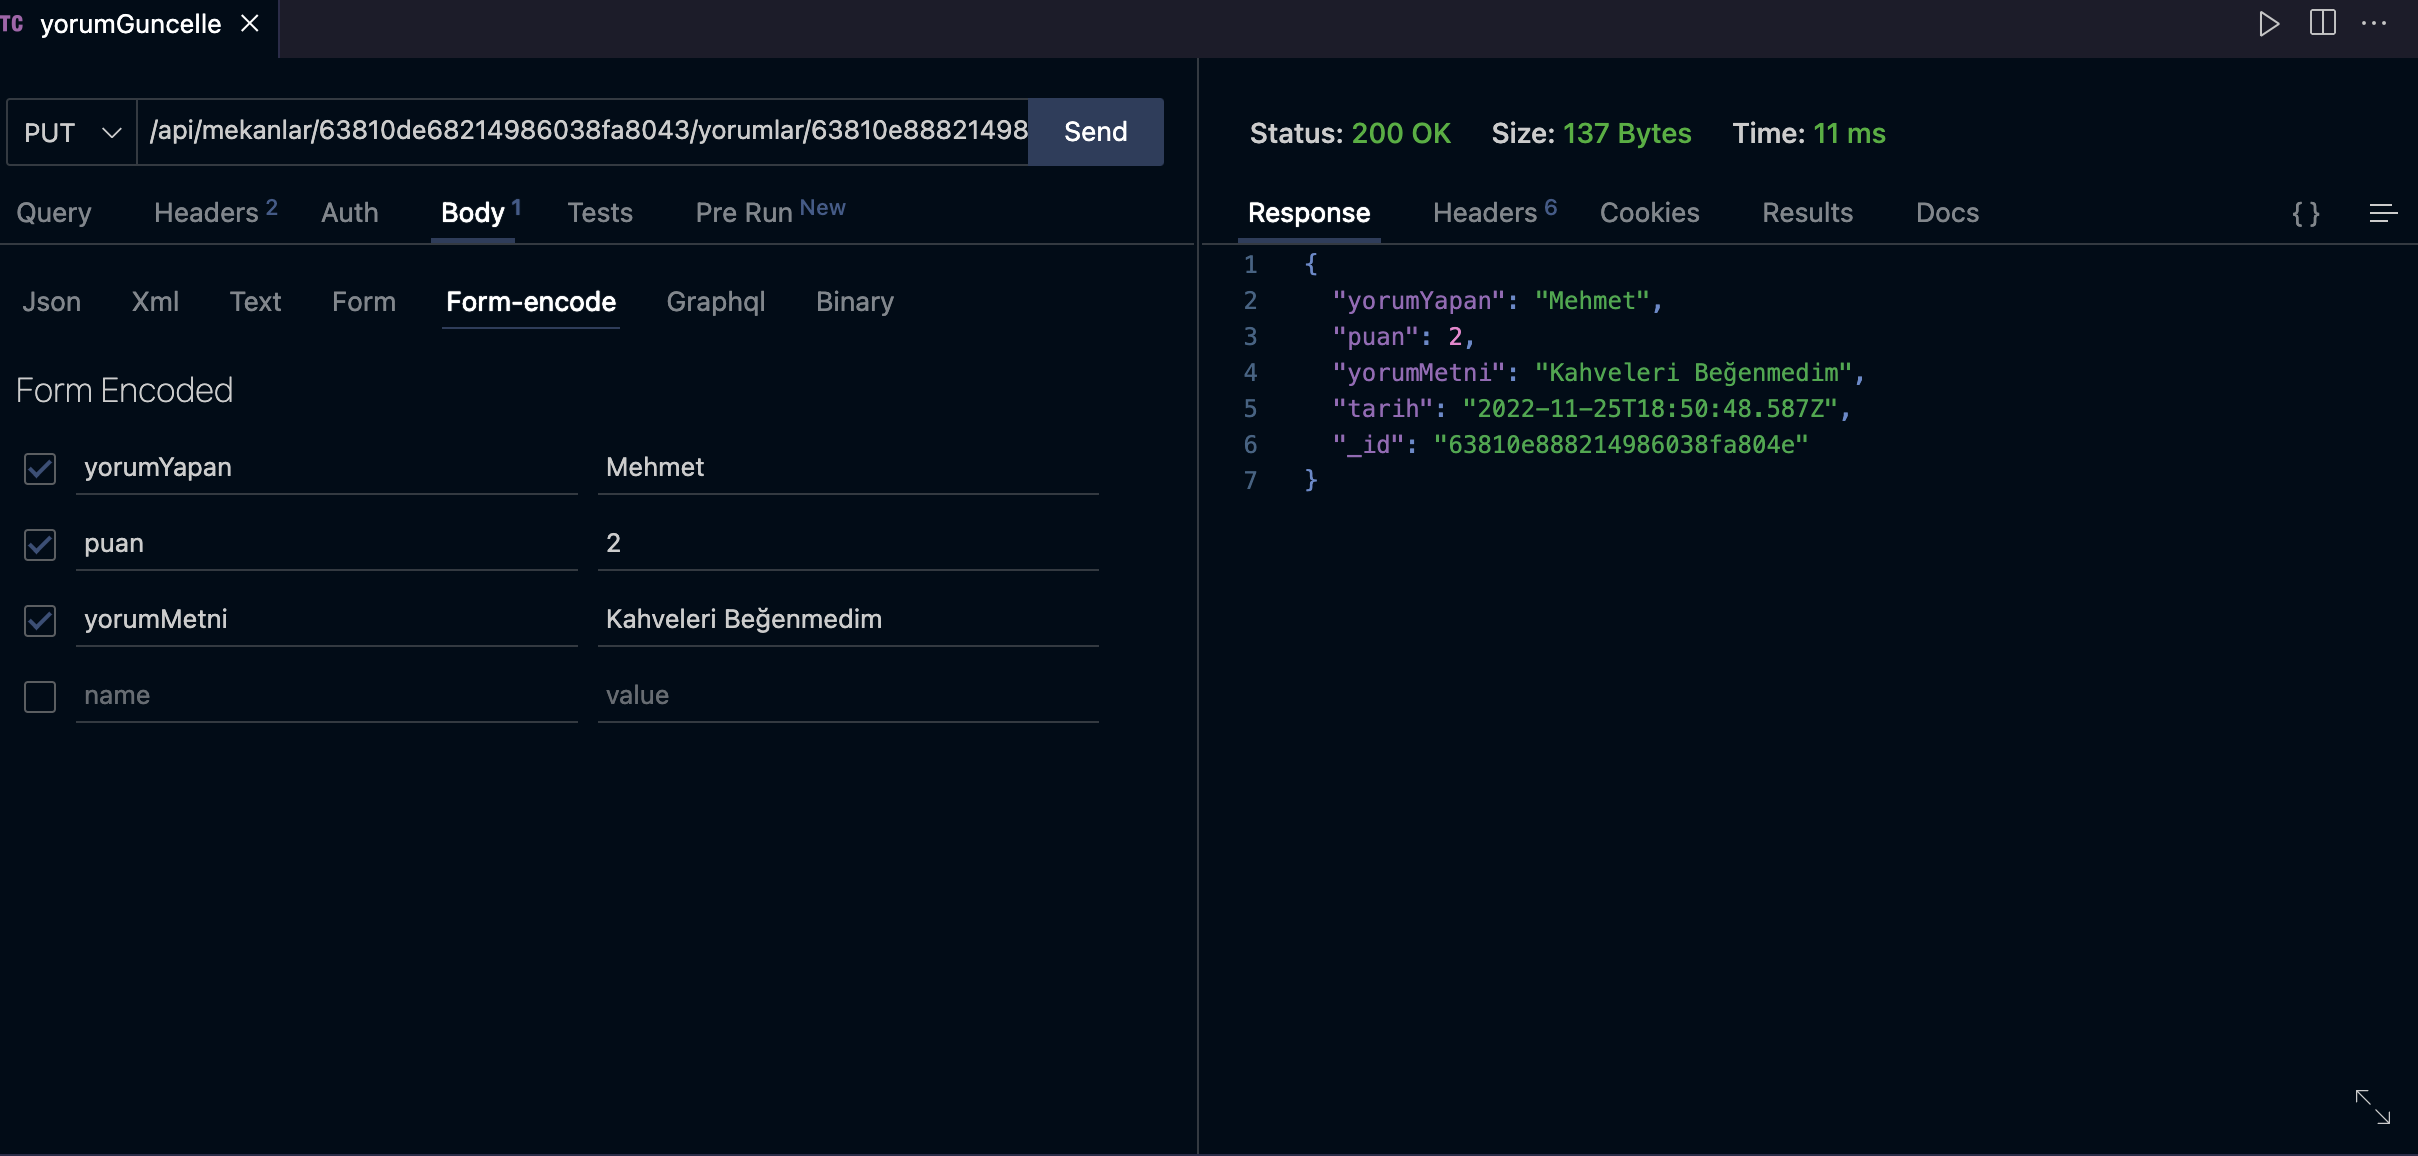 TC yorumGuncelle
PUT /api/mekanlar/63810de68214986038fa8043/yorumlar/63810e88821498 Send
Query Headers 2 Auth Body 1 Tests Pre Run New
Json Xml Text Form Form-encode Graphql Binary
Form Encoded
yorumYapan Mehmet
puan 2
yorumMetni Kahveleri Beğenmedim
name value
Status: 200 OK Size: 137 Bytes Time: 11 ms
Response Headers 6 Cookies Results Docs { }
1 {
2 "yorumYapan": "Mehmet",
3 "puan": 2,
4 "yorumMetni": "Kahveleri Beğenmedim",
5 "tarih": "2022-11-25T18:50:48.587Z",
6 "_id": "63810e888214986038fa804e"
7 }